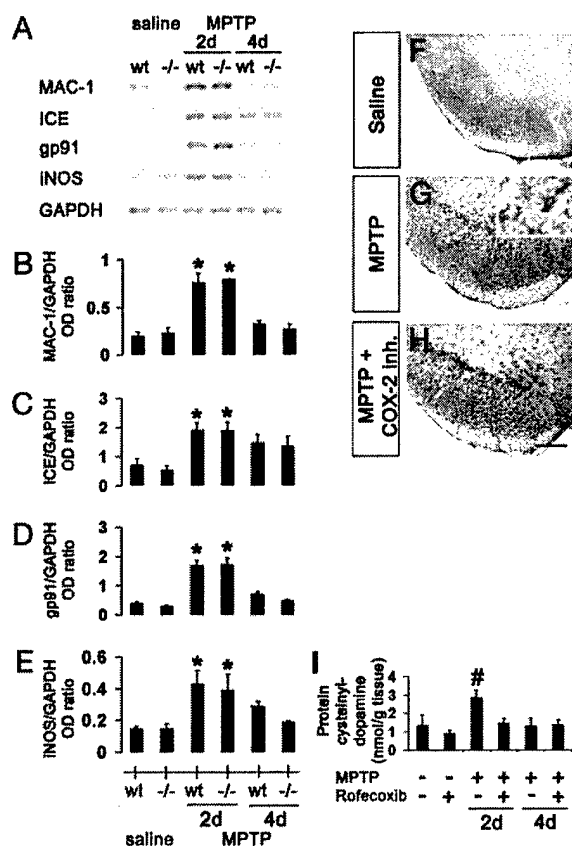 A
saline MPTP
2d 4d
wt -/- wt -/- wt -/-
MAC-1
ICE
gp91
iNOS
GAPDH
B
MAC-1/GAPDH
OD ratio
1
0.5
0
*
*
C
ICE/GAPDH
OD ratio
3
2
1
0
*
*
D
gp91/GAPDH
OD ratio
3
2
1
0
*
*
E
iNOS/GAPDH
OD ratio
0.6
0.4
0.2
0
*
*
wt -/- wt -/- wt -/-
2d 4d
saline MPTP
F
Saline
G
MPTP
H
MPTP +
COX-2 inh.
I
Protein
cysteinyl-
dopamine
(nmol/g tissue)
4
3
2
1
0
#
MPTP - - + + + +
Rofecoxib - + - + - +
2d 4d